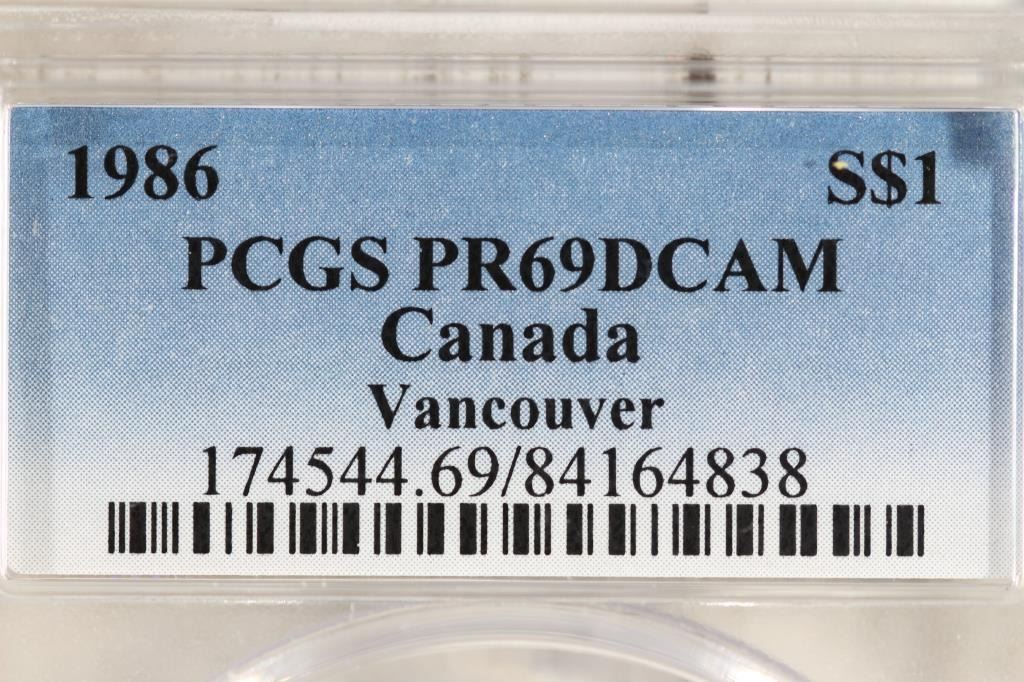 1986 S$1
PCGS PR69DCAM
Canada
Vancouver
174544.69/84164838